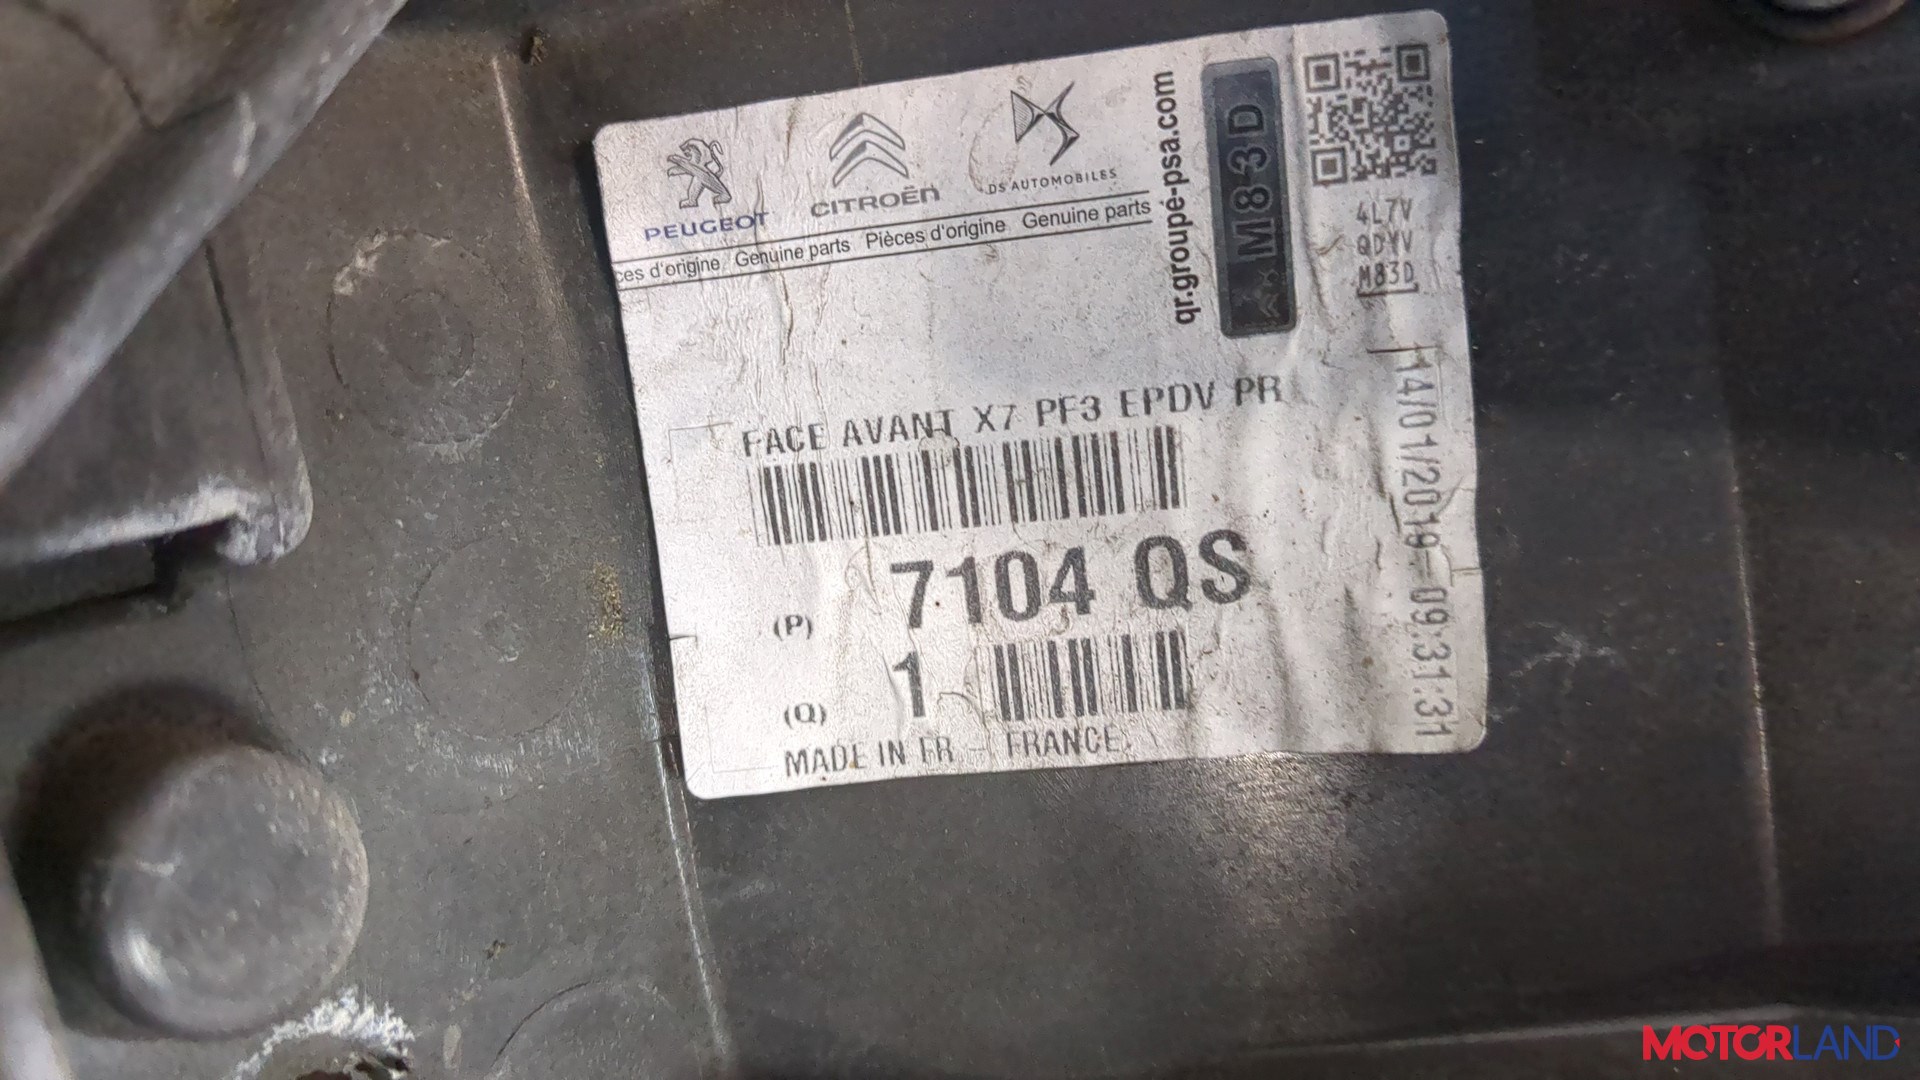 PEUGEOT
CITROËN
DS AUTOMOBILES
ces d'origine Genuine parts Pièces d'origine Genuine parts
qr.groupe-psa.com
M83D
4L7V
QDYV
M83D
14/01/2019 - 09:31:31
FACE AVANT X7 PF3 EPDV PR
(P) 7104 QS
(Q) 1
MADE IN FR - FRANCE
MOTORLAND